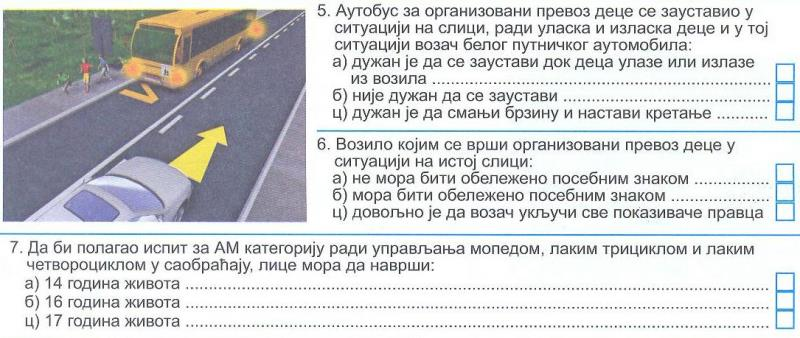 5. Аутобус за организовани превоз деце се зауставио у
ситуацији на слици, ради уласка и изласка деце и у тој
ситуацији возач белог путничког аутомобила:
а) дужан је да се заустави док деца улазе или излазе
из возила
б) није дужан да се заустави
ц) дужан је да смањи брзину и настави кретање
6. Возило којим се врши организовани превоз деце у
ситуацији на истој слици:
а) не мора бити обележено посебним знаком
б) мора бити обележено посебним знаком
ц) довољно је да возач укључи све показиваче правца
7. Да би полагао испит за АМ категорију ради управљања мопедом, лаким трициклом и лаким
четвороциклом у саобраћају, лице мора да наврши:
а) 14 година живота
б) 16 година живота
ц) 17 година живота